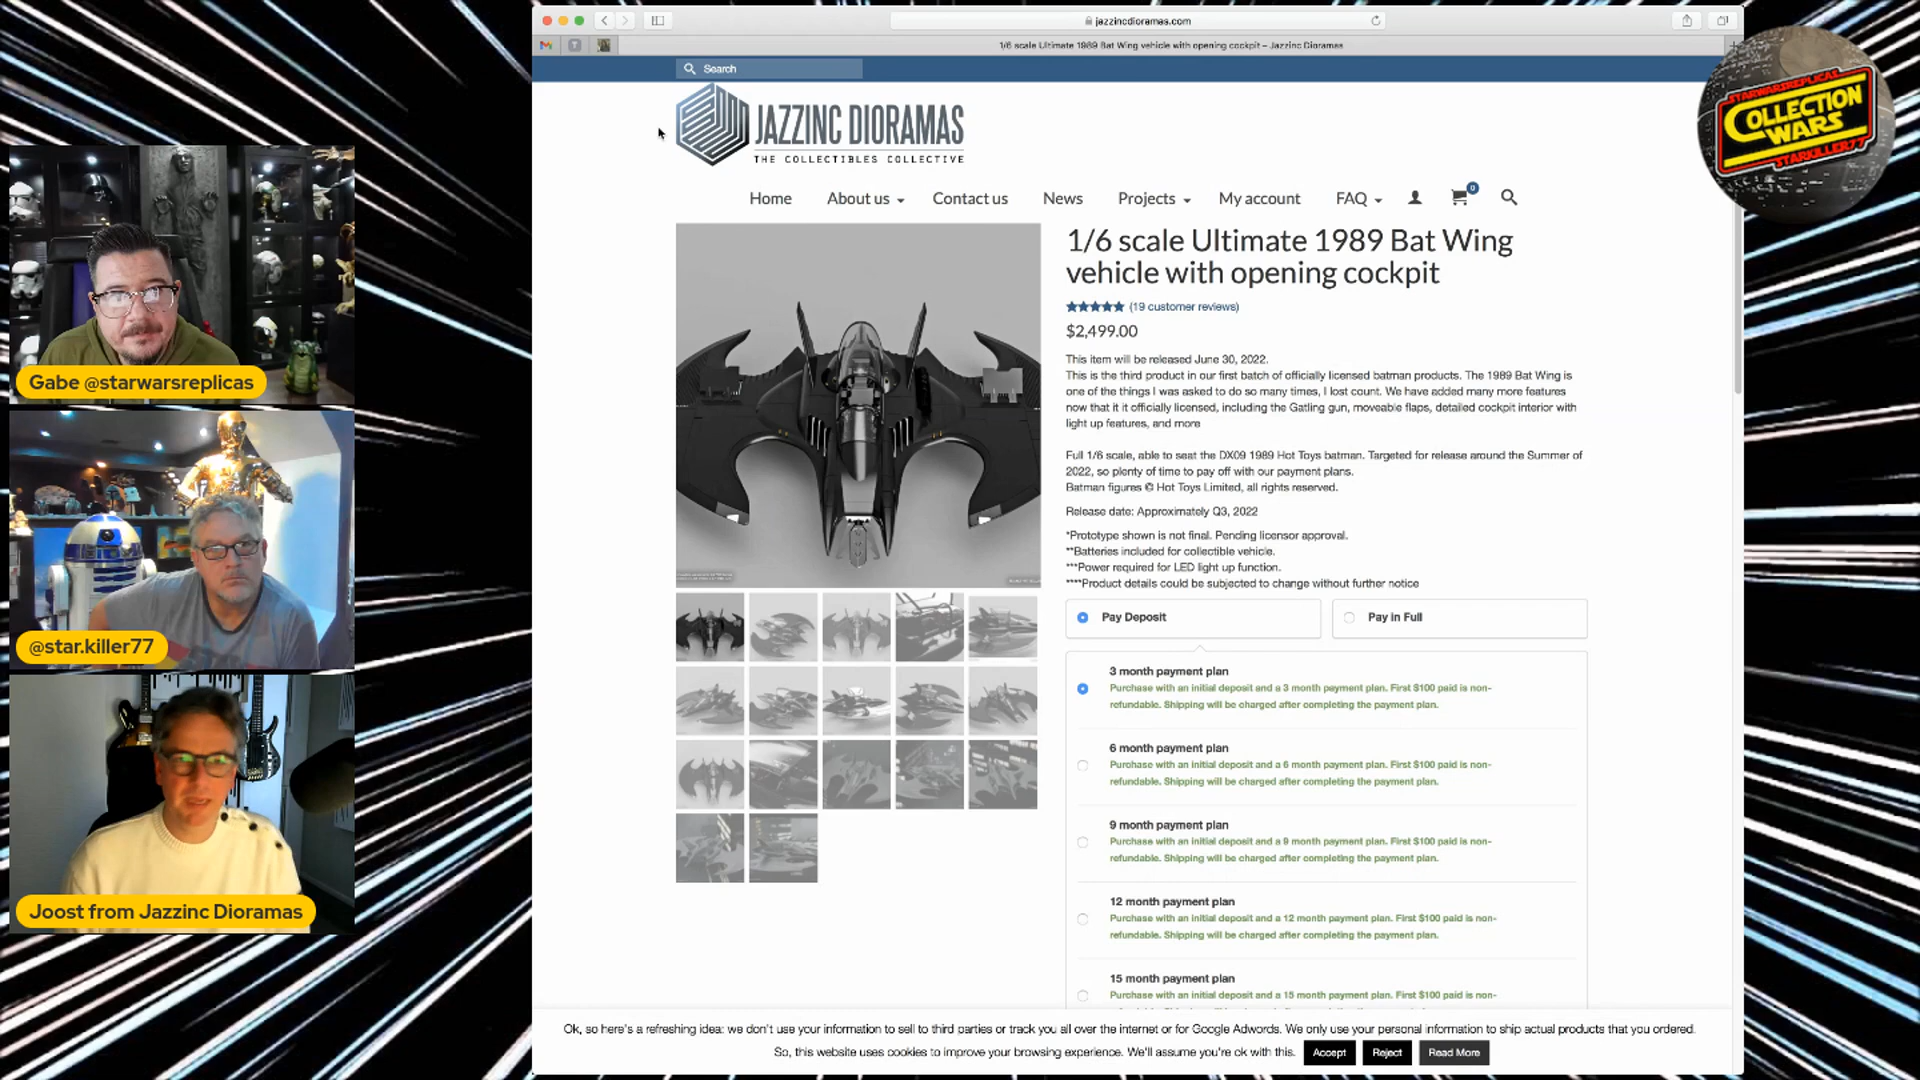 jazzincdioramas.com
1/6 scale Ultimate 1989 Bat Wing vehicle with opening cockpit – Jazzinc Dioramas
Search
JAZZINC DIORAMAS
THE COLLECTIBLES COLLECTIVE
STARWARSREPLICAS
COLLECTION
WARS
STARKILLER77
Home
About us
Contact us
News
Projects
My account
FAQ
0
1/6 scale Ultimate 1989 Bat Wing
vehicle with opening cockpit
(19 customer reviews)
$2,499.00
This item will be released June 30, 2022.
This is the third product in our first batch of officially licensed batman products. The 1989 Bat Wing is
one of the things I was asked to do so many times, I lost count. We have added many more features
now that it it officially licensed, including the Gatling gun, moveable flaps, detailed cockpit interior with
light up features, and more
Full 1/6 scale, able to seat the DX09 1989 Hot Toys batman. Targeted for release around the Summer of
2022, so plenty of time to pay off with our payment plans.
Batman figures © Hot Toys Limited, all rights reserved.
Release date: Approximately Q3, 2022
*Prototype shown is not final. Pending licensor approval.
**Batteries included for collectible vehicle.
***Power required for LED light up function.
****Product details could be subjected to change without further notice
Pay Deposit
Pay in Full
3 month payment plan
Purchase with an initial deposit and a 3 month payment plan. First $100 paid is non-
refundable. Shipping will be charged after completing the payment plan.
6 month payment plan
Purchase with an initial deposit and a 6 month payment plan. First $100 paid is non-
refundable. Shipping will be charged after completing the payment plan.
9 month payment plan
Purchase with an initial deposit and a 9 month payment plan. First $100 paid is non-
refundable. Shipping will be charged after completing the payment plan.
12 month payment plan
Purchase with an initial deposit and a 12 month payment plan. First $100 paid is non-
refundable. Shipping will be charged after completing the payment plan.
15 month payment plan
Purchase with an initial deposit and a 15 month payment plan. First $100 paid is non-
Ok, so here's a refreshing idea: we don't use your information to sell to third parties or track you all over the internet or for Google Adwords. We only use your personal information to ship actual products that you ordered.
So, this website uses cookies to improve your browsing experience. We'll assume you're ok with this.
Accept
Reject
Read More
Gabe @starwarsreplicas
@star.killer77
Joost from Jazzinc Dioramas